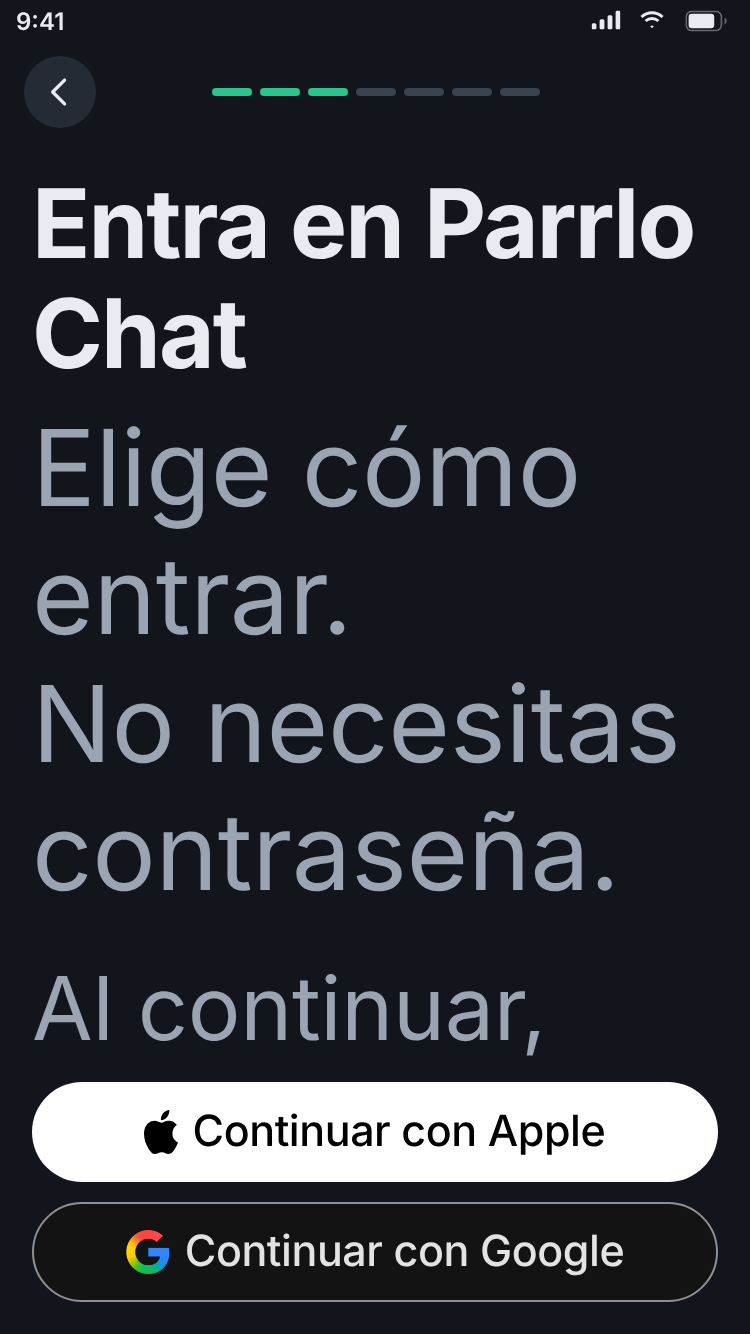 9:41
Entra en Parrlo
Chat
Elige cómo
entrar.
No necesitas
contraseña.
Al continuar,
Continuar con Apple
Continuar con Google